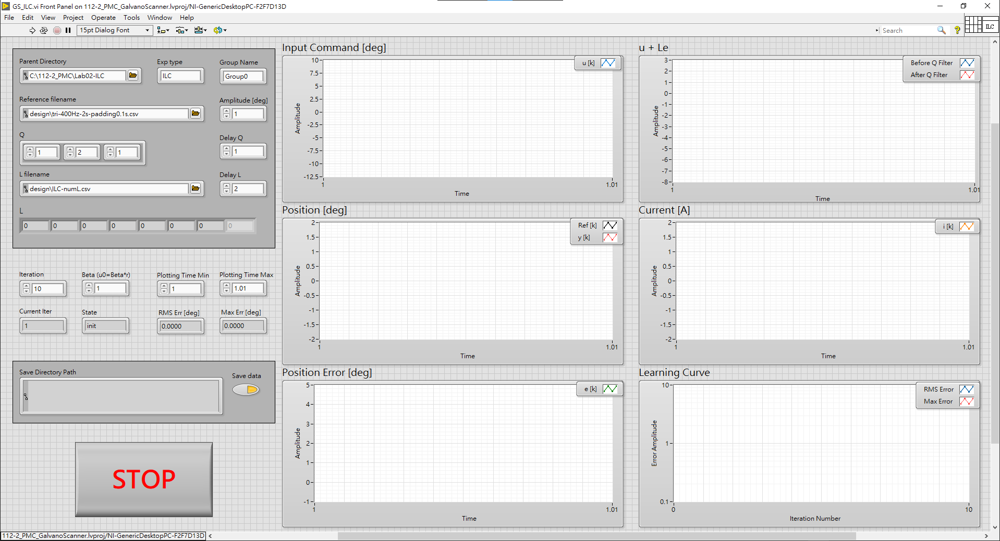 GS_ILC.vi Front Panel on 112-2_PMC_GalvanoScanner.lvproj/NI-GenericDesktopPC-F2F7D13D
File Edit View Project Operate Tools Window Help
15pt Dialog Font
Search
?
ILC
Parent Directory
C:\112-2_PMC\Lab02-ILC
Exp type
ILC
Group Name
Group0
Reference filename
design\tri-400Hz-2s-padding0.1s.csv
Amplitude [deg]
1
Q
1 2 1
Delay Q
1
L filename
design\ILC-numL.csv
Delay L
2
L
0 0 0 0 0 0 0 0
Iteration
10
Beta (u0=Beta*r)
1
Plotting Time Min
1
Plotting Time Max
1.01
Current Iter
1
State
init
RMS Err [deg]
0.0000
Max Err [deg]
0.0000
Save Directory Path
Save data
STOP
Input Command [deg]
u [k]
Amplitude
10
7.5
5
2.5
0
-2.5
-5
-7.5
-10
-12.5
1 1.01
Time
u + Le
Before Q Filter
After Q Filter
Amplitude
3
2
1
0
-1
-2
-3
-4
-5
-6
-7
-8
1 1.01
Time
Position [deg]
Ref [k]
y [k]
Amplitude
2
1.5
1
0.5
0
-0.5
-1
-1.5
-2
1 1.01
Time
Current [A]
i [k]
Amplitude
2
1.5
1
0.5
0
-0.5
-1
-1.5
-2
1 1.01
Time
Position Error [deg]
e [k]
Amplitude
5
4
3
2
1
0
-1
1 1.01
Time
Learning Curve
RMS Error
Max Error
Error Amplitude
10
1
0.1
0 10
Iteration Number
112-2_PMC_GalvanoScanner.lvproj/NI-GenericDesktopPC-F2F7D13D